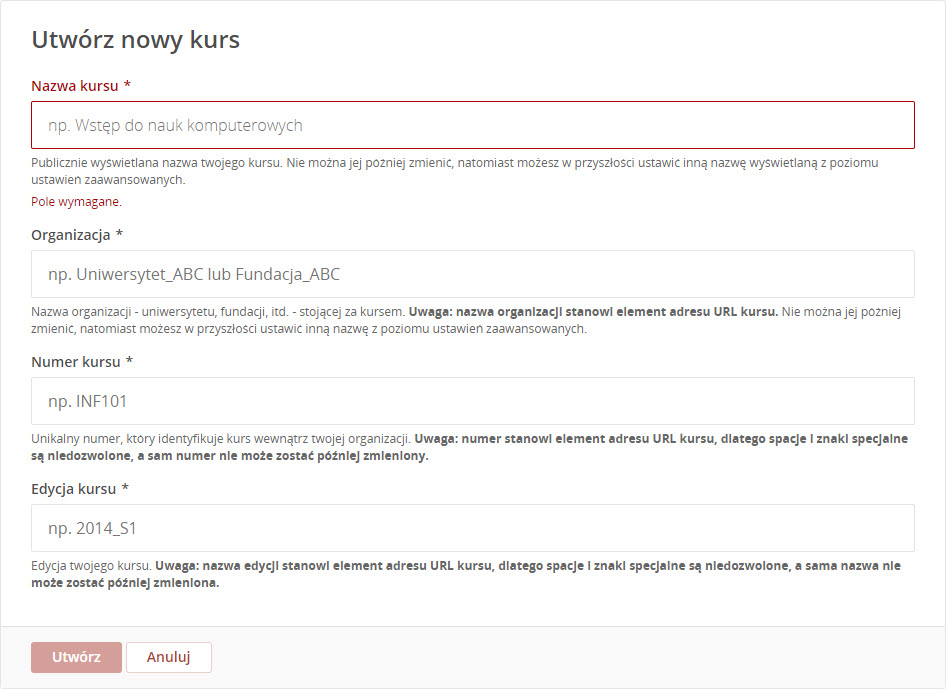 Utwórz nowy kurs
Nazwa kursu *
np. Wstęp do nauk komputerowych
Publicznie wyświetlana nazwa twojego kursu. Nie można jej później zmienić, natomiast możesz w przyszłości ustawić inną nazwę wyświetlaną z poziomu
ustawień zaawansowanych.
Pole wymagane.
Organizacja *
np. Uniwersytet_ABC lub Fundacja_ABC
Nazwa organizacji - uniwersytetu, fundacji, itd. - stojącej za kursem. Uwaga: nazwa organizacji stanowi element adresu URL kursu. Nie można jej później
zmienić, natomiast możesz w przyszłości ustawić inną nazwę z poziomu ustawień zaawansowanych.
Numer kursu *
np. INF101
Unikalny numer, który identyfikuje kurs wewnątrz twojej organizacji. Uwaga: numer stanowi element adresu URL kursu, dlatego spacje i znaki specjalne
są niedozwolone, a sam numer nie może zostać później zmieniony.
Edycja kursu *
np. 2014_S1
Edycja twojego kursu. Uwaga: nazwa edycji stanowi element adresu URL kursu, dlatego spacje i znaki specjalne są niedozwolone, a sama nazwa nie
może zostać później zmieniona.
Utwórz Anuluj